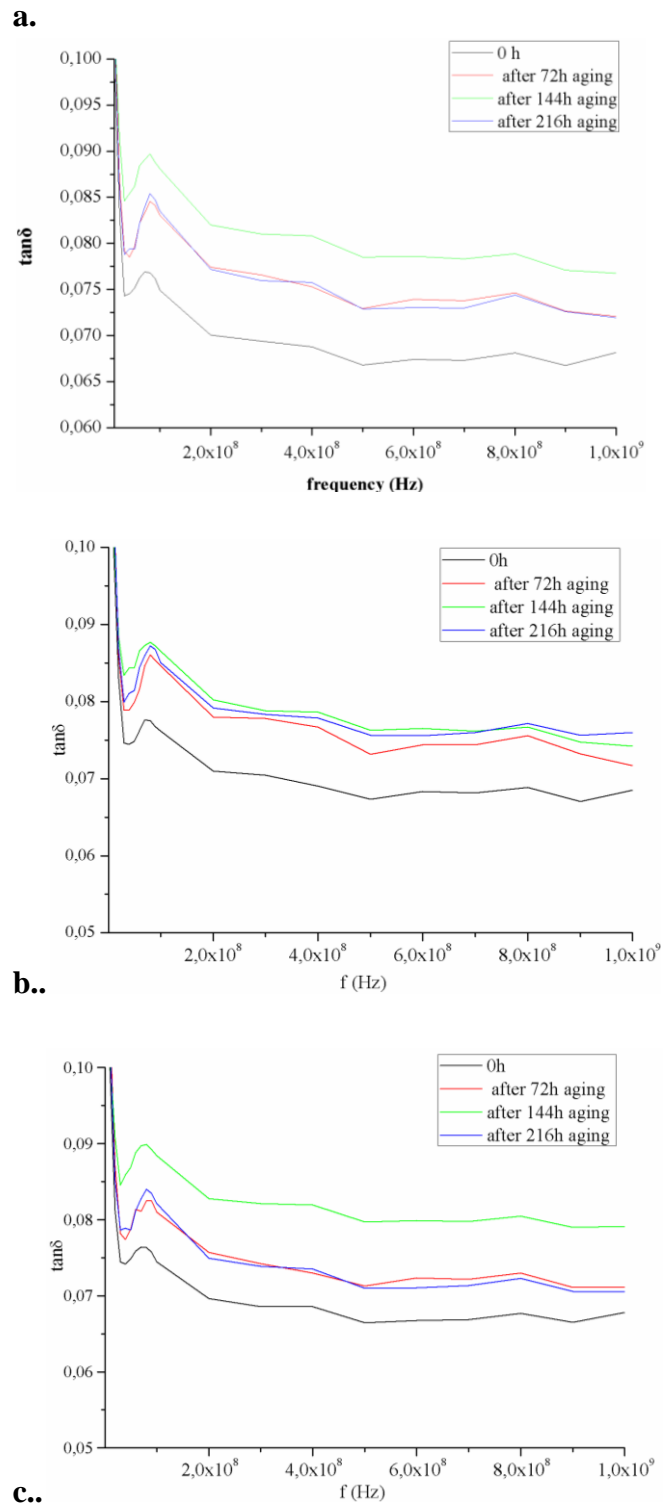 a.
0,100
0,095
0,090
0,085
0,080
0,075
0,070
0,065
0,060
tanδ
0 h
after 72h aging
after 144h aging
after 216h aging
2,0x10⁸ 4,0x10⁸ 6,0x10⁸ 8,0x10⁸ 1,0x10⁹
frequency (Hz)
0,10
0,09
0,08
0,07
0,06
0,05
tanδ
0h
after 72h aging
after 144h aging
after 216h aging
2,0x10⁸ 4,0x10⁸ 6,0x10⁸ 8,0x10⁸ 1,0x10⁹
f (Hz)
b..
0,10
0,09
0,08
0,07
0,06
0,05
tanδ
0h
after 72h aging
after 144h aging
after 216h aging
2,0x10⁸ 4,0x10⁸ 6,0x10⁸ 8,0x10⁸ 1,0x10⁹
f (Hz)
c..